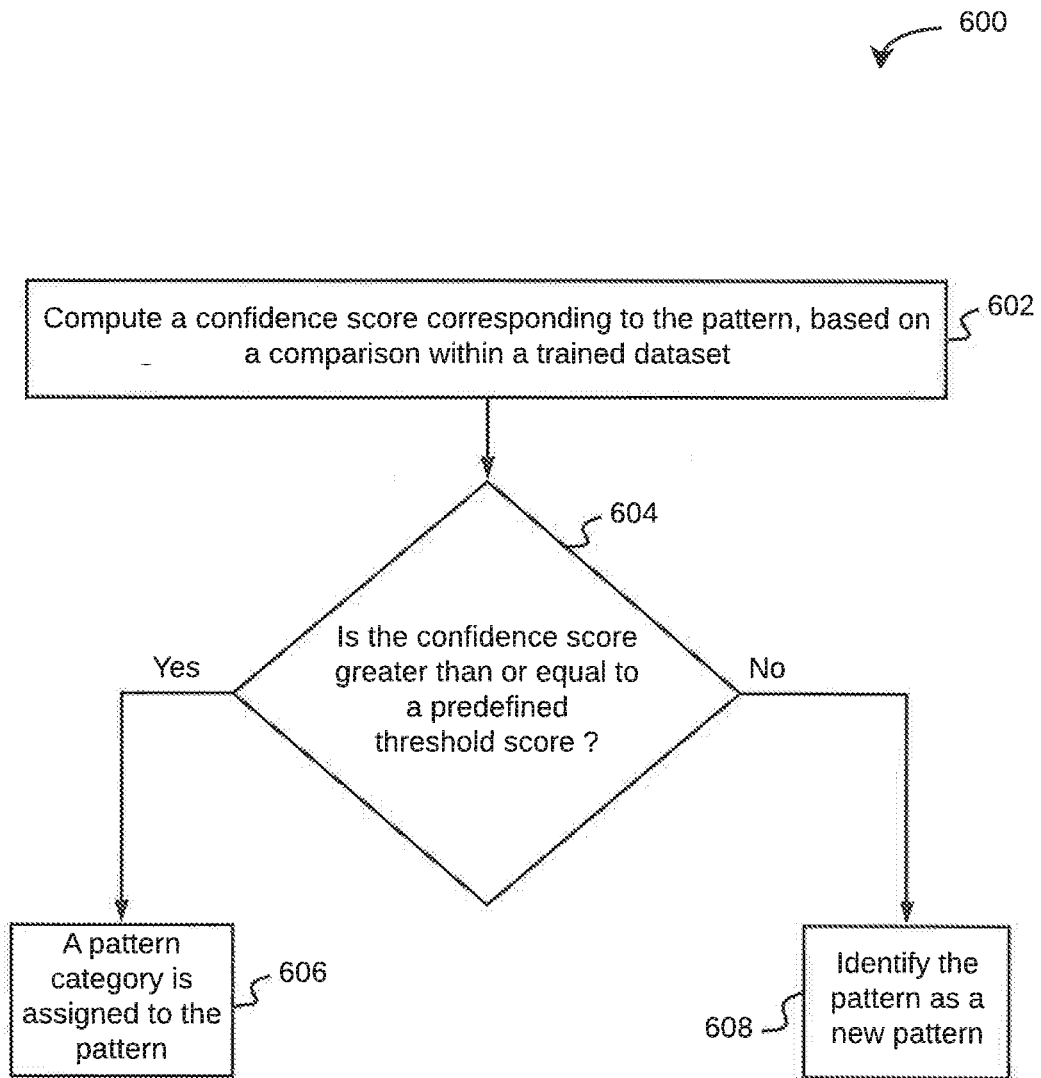 600
Compute a confidence score corresponding to the pattern, based on
a comparison within a trained dataset
602
604
Is the confidence score
greater than or equal to
a predefined
threshold score ?
Yes
No
A pattern
category is
assigned to the
pattern
606
Identify the
pattern as a
new pattern
608